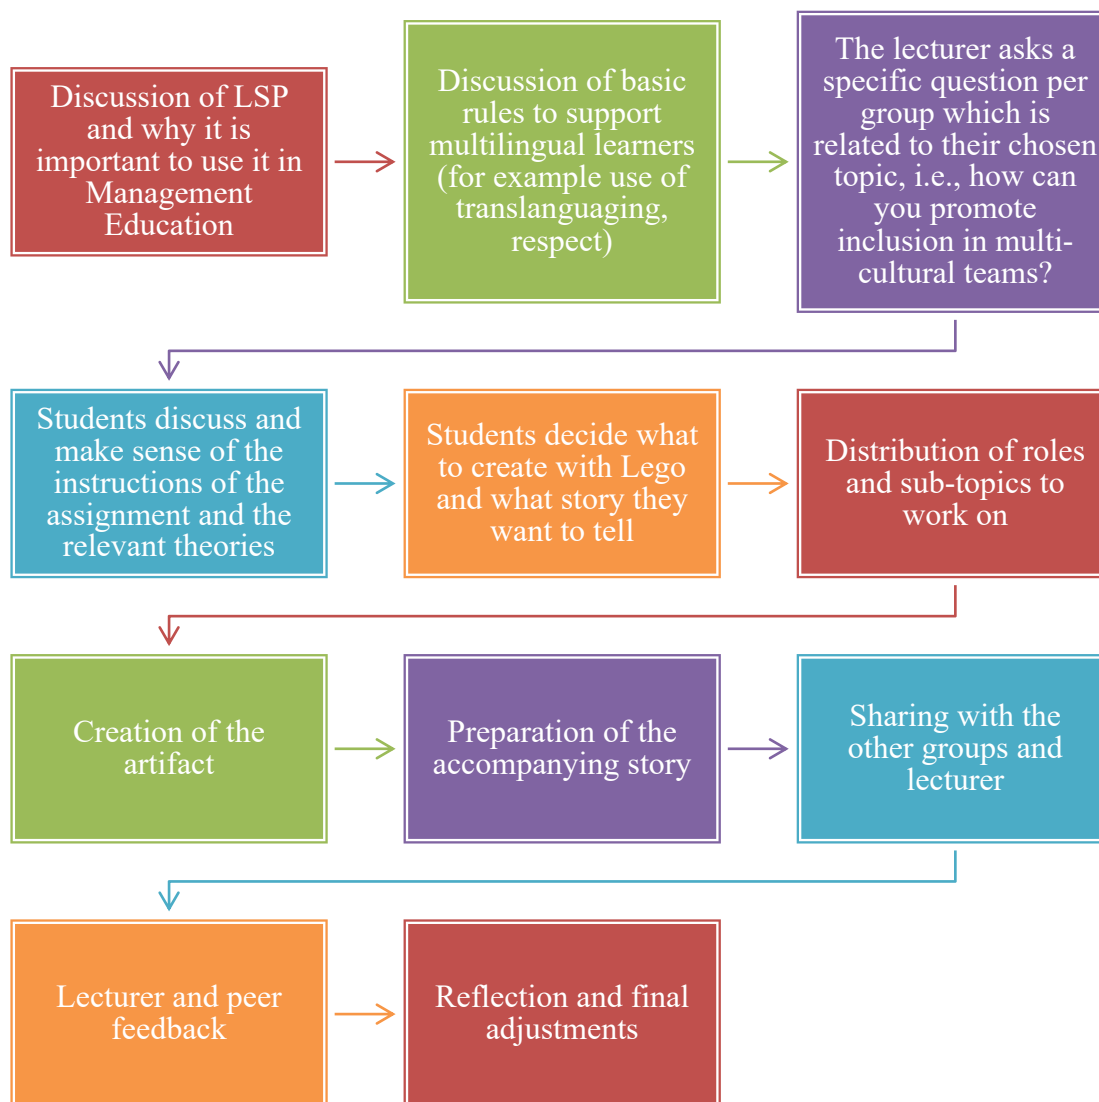 Discussion of LSP
and why it is
important to use it in
Management
Education
Discussion of basic
rules to support
multilingual learners
(for example use of
translanguaging,
respect)
The lecturer asks a
specific question per
group which is
related to their chosen
topic, i.e., how can
you promote
inclusion in multi-
cultural teams?
Students discuss and
make sense of the
instructions of the
assignment and the
relevant theories
Students decide what
to create with Lego
and what story they
want to tell
Distribution of roles
and sub-topics to
work on
Creation of the
artifact
Preparation of the
accompanying story
Sharing with the
other groups and
lecturer
Lecturer and peer
feedback
Reflection and final
adjustments